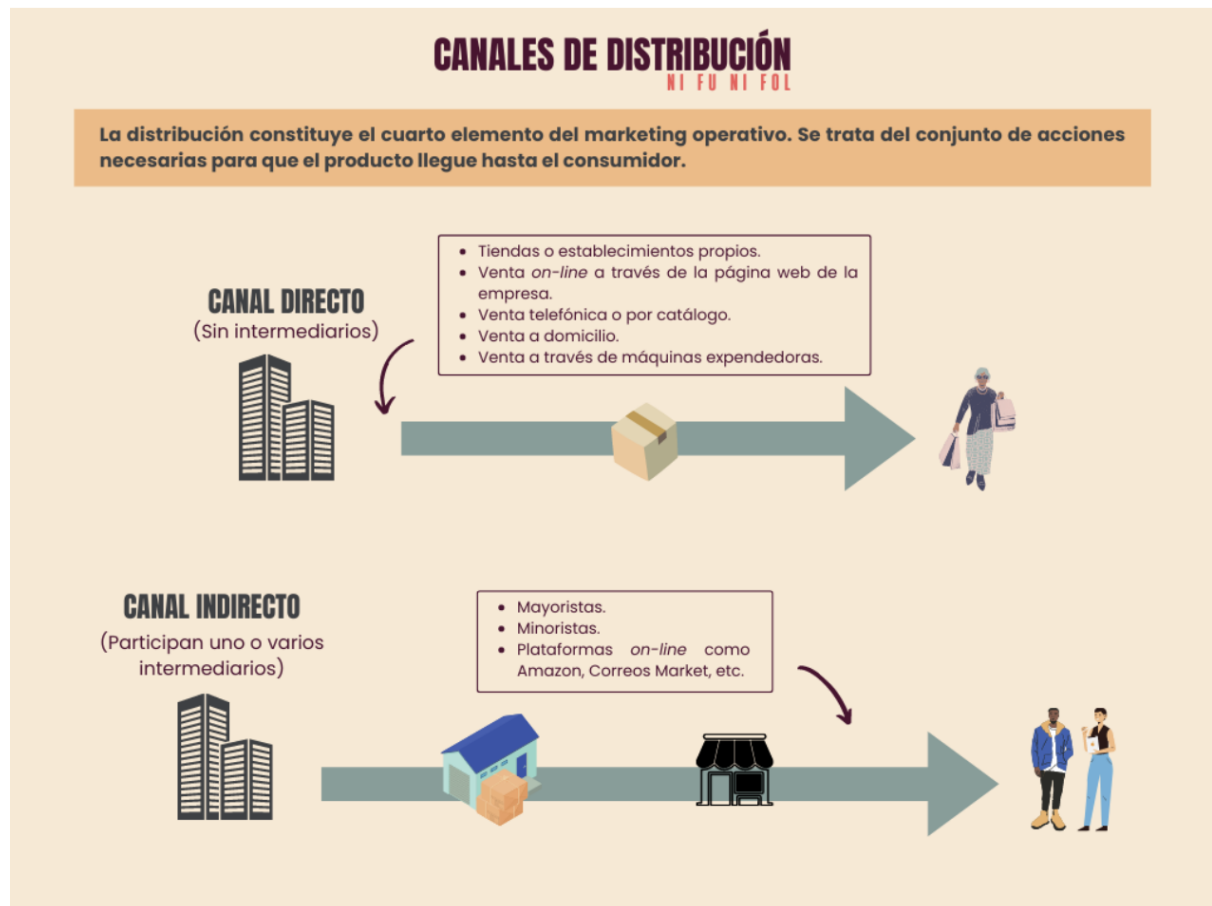 CANALES DE DISTRIBUCIÓN
NI FU NI FOL
La distribución constituye el cuarto elemento del marketing operativo. Se trata del conjunto de acciones
necesarias para que el producto llegue hasta el consumidor.
• Tiendas o establecimientos propios.
• Venta on-line a través de la página web de la
empresa.
• Venta telefónica o por catálogo.
• Venta a domicilio.
• Venta a través de máquinas expendedoras.
CANAL DIRECTO
(Sin intermediarios)
CANAL INDIRECTO
(Participan uno o varios
intermediarios)
• Mayoristas.
• Minoristas.
• Plataformas on-line como
Amazon, Correos Market, etc.